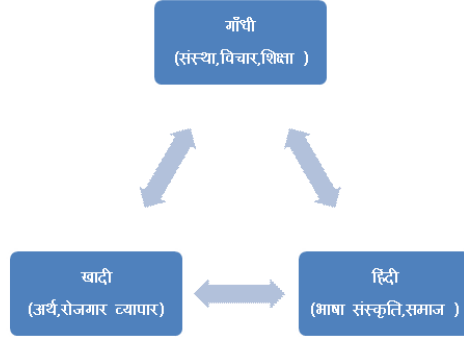 गाँधी
(संस्था,विचार,शिक्षा )
खादी
(अर्थ,रोजगार व्यापार)
हिंदी
(भाषा संस्कृति,समाज )